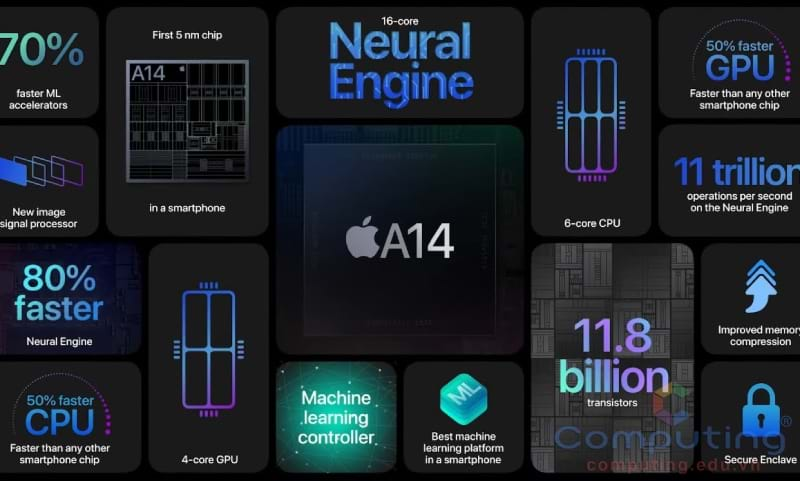 70%
faster ML
accelerators
First 5 nm chip
A14
in a smartphone
16-core
Neural
Engine
6-core CPU
50% faster
GPU
Faster than any other
smartphone chip
New image
signal processor
A14
11 trillion
operations per second
on the Neural Engine
80%
faster
Neural Engine
4-core GPU
11.8
billion
transistors
Improved memory
compression
50% faster
CPU
Faster than any other
smartphone chip
Machine
learning
controller
ML
Best machine
learning platform
in a smartphone
Secure Enclave
Computing®
computing.edu.vn